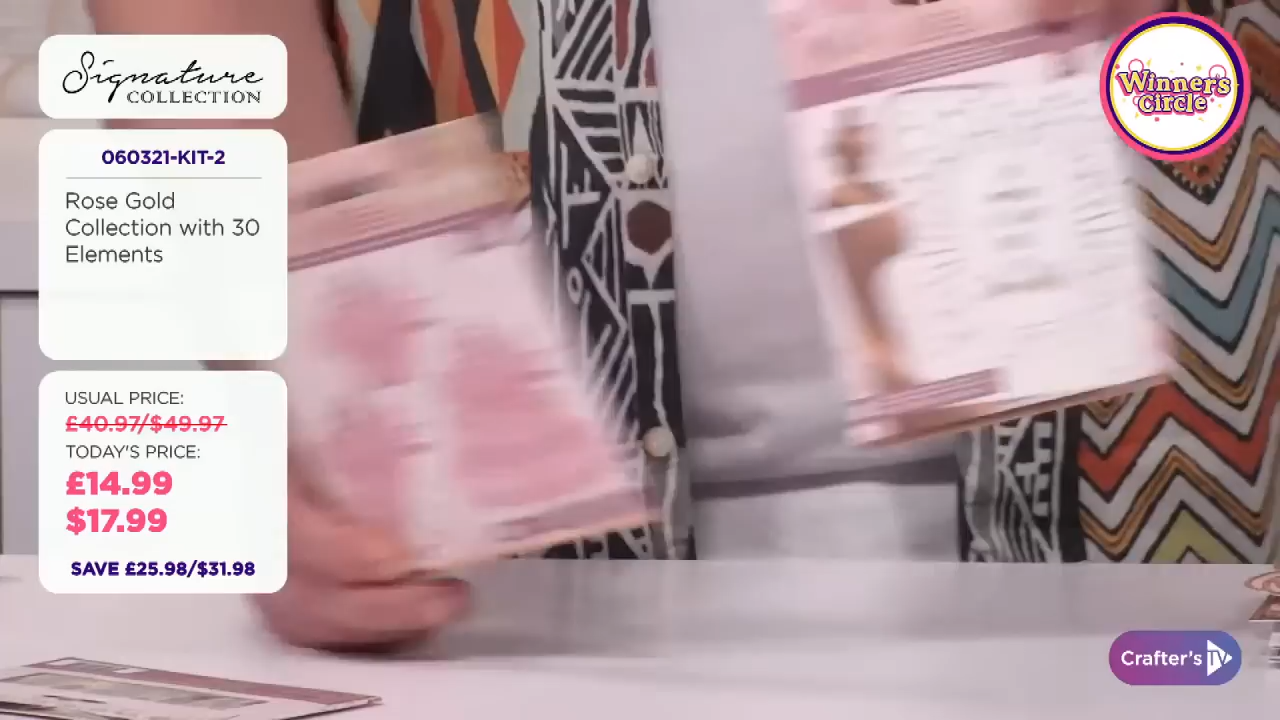 Signature
COLLECTION
060321-KIT-2
Rose Gold
Collection with 30
Elements
USUAL PRICE:
£40.97/$49.97
TODAY'S PRICE:
£14.99
$17.99
SAVE £25.98/$31.98
Winner's
Circle
Crafter's TV